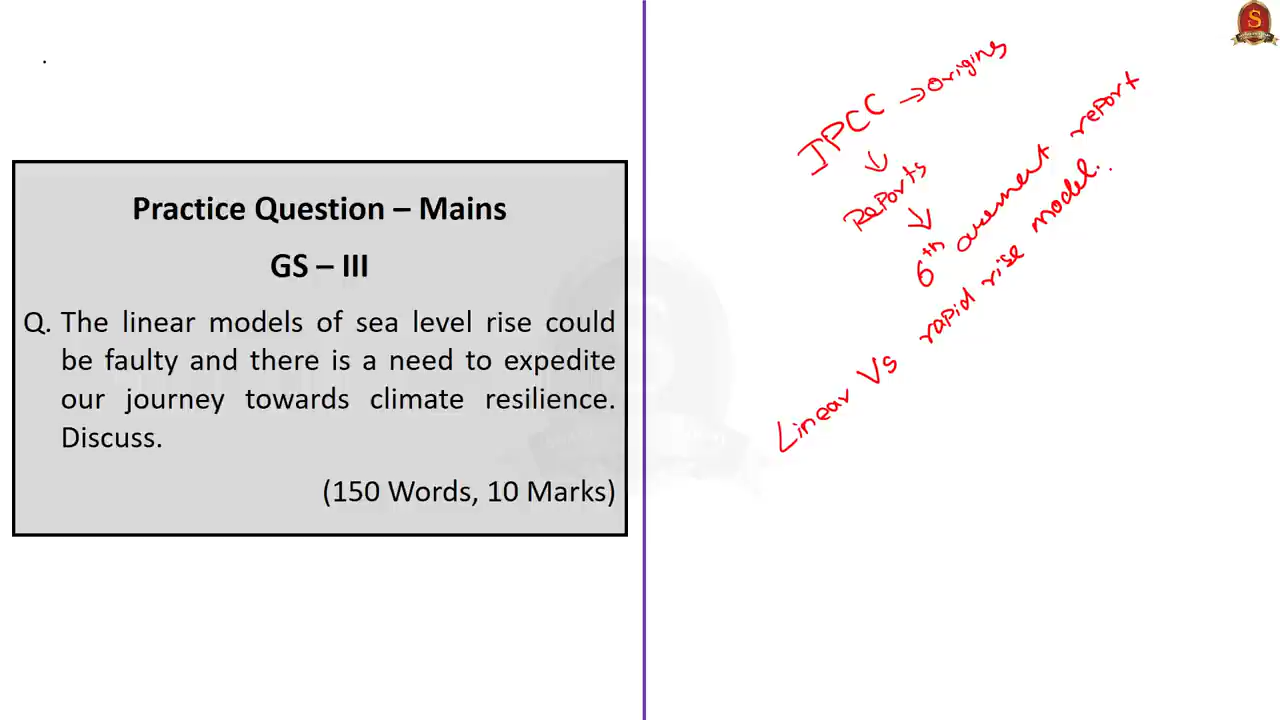 Practice Question – Mains
GS – III
Q. The linear models of sea level rise could
be faulty and there is a need to expedite
our journey towards climate resilience.
Discuss.
(150 Words, 10 Marks)
IPCC → Origins
↓
Reports
↓
6th report
Linear Vs rapid rise model.